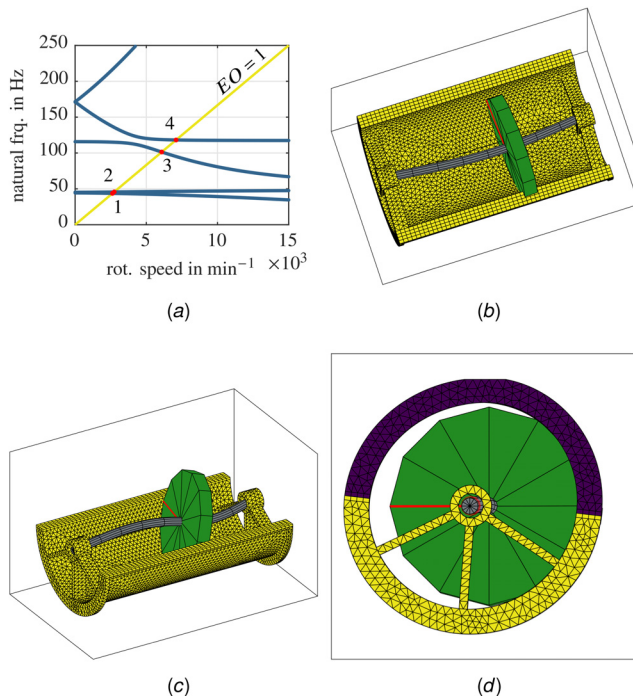 (a)
250
200
150
100
50
0
natural frq. in Hz
EO = 1
4
3
2
1
0 5 10 15
rot. speed in min⁻¹ ×10³
(b)
(c)
(d)